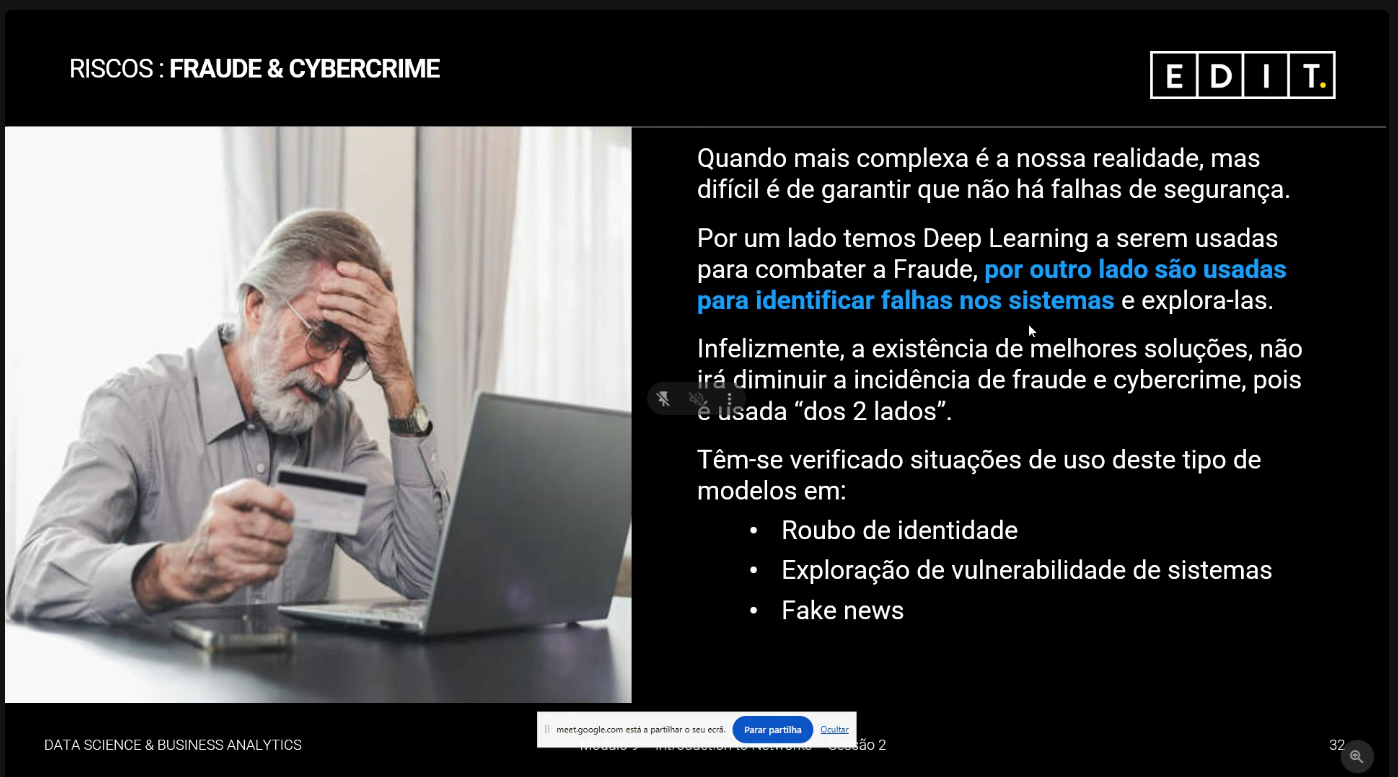 RISCOS : FRAUDE & CYBERCRIME
E D I T.
Quando mais complexa é a nossa realidade, mas
difícil é de garantir que não há falhas de segurança.
Por um lado temos Deep Learning a serem usadas
para combater a Fraude, por outro lado são usadas
para identificar falhas nos sistemas e explora-las.
Infelizmente, a existência de melhores soluções, não
irá diminuir a incidência de fraude e cybercrime, pois
é usada “dos 2 lados”.
Têm-se verificado situações de uso deste tipo de
modelos em:
• Roubo de identidade
• Exploração de vulnerabilidade de sistemas
• Fake news
meet.google.com está a partilhar o seu ecrã. Parar partilha Ocultar
DATA SCIENCE & BUSINESS ANALYTICS
Introduction to Networks Sessão 2
32